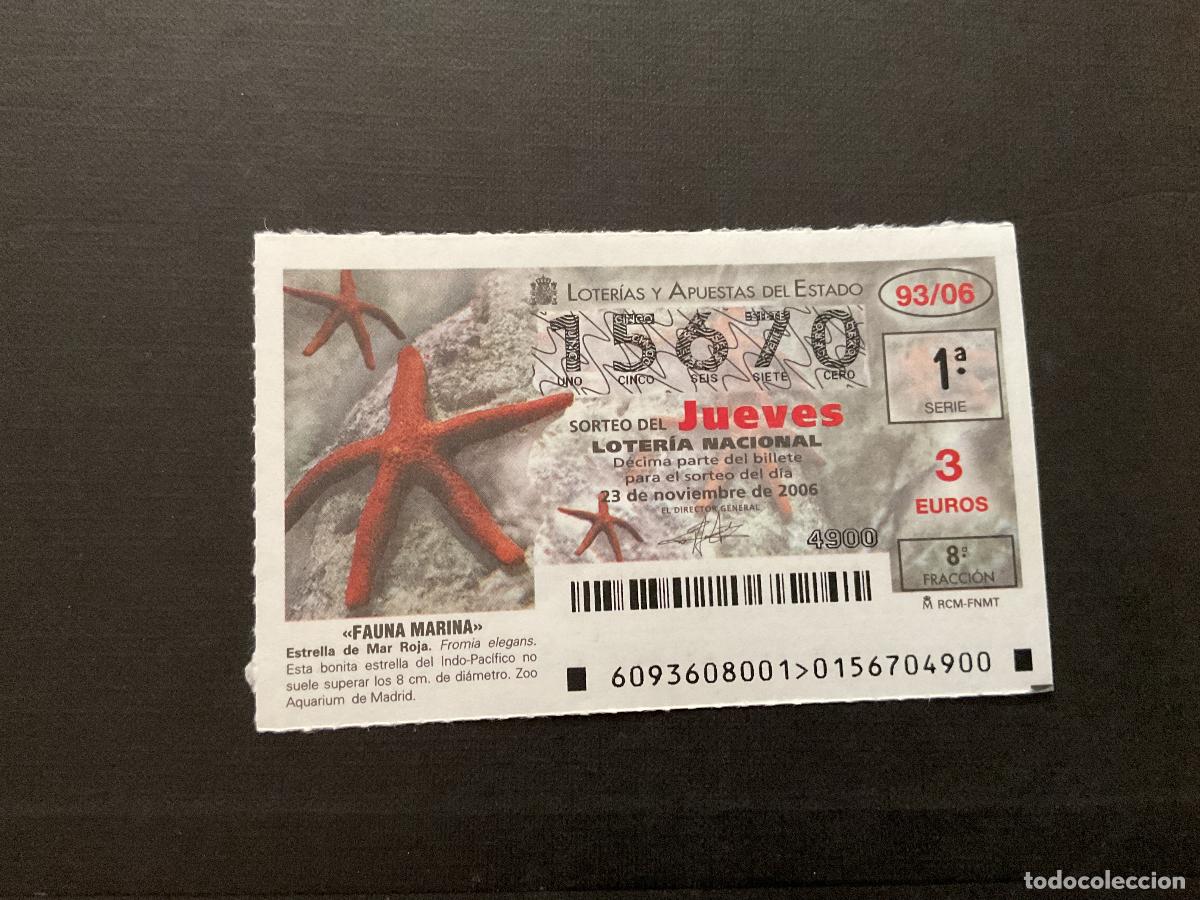 LOTERÍAS Y APUESTAS DEL ESTADO
93/06
15670
UNO CINCO SEIS SIETE CERO
1ª
SERIE
SORTEO DEL Jueves
LOTERÍA NACIONAL
Décima parte del billete
para el sorteo del día
23 de noviembre de 2006
EL DIRECTOR GENERAL
3
EUROS
4900
8ª
FRACCIÓN
RCM-FNMT
«FAUNA MARINA»
Estrella de Mar Roja. Fromia elegans.
Esta bonita estrella del Indo-Pacífico no
suele superar los 8 cm. de diámetro. Zoo
Aquarium de Madrid.
6093608001>0156704900
todocoleccion